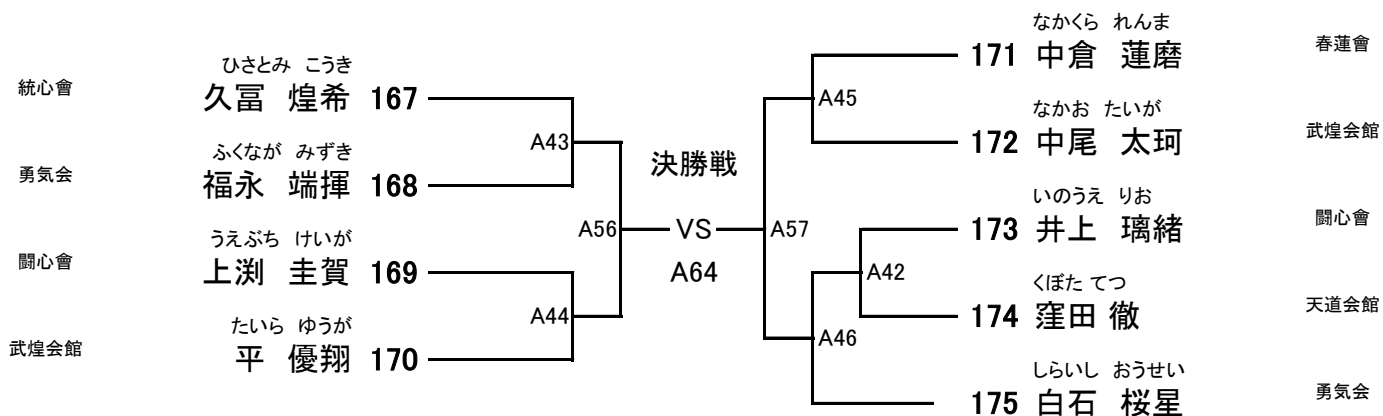 ひさとみ こうき
統心會 久冨 煌希 167
A43
ふくなが みずき
勇気会 福永 端揮 168
A56
うえぶち けいが
闘心會 上渕 圭賀 169
A44
たいら ゆうが
武煌会館 平 優翔 170
決勝戦
VS
A64
なかくら れんま
171 中倉 蓮磨 春蓮會
A45
なかお たいが
172 中尾 太珂 武煌会館
A57
いのうえ りお
173 井上 璃緒 闘心會
A42
くぼた てつ
174 窪田 徹 天道会館
A46
しらいし おうせい
175 白石 桜星 勇気会